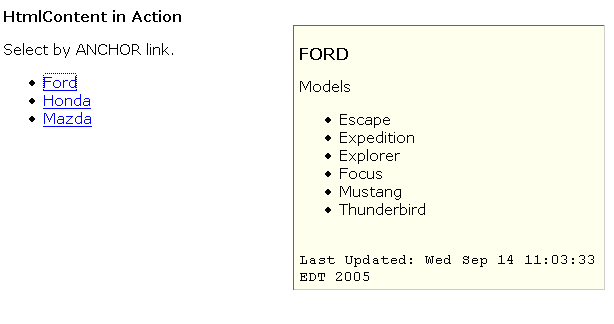 HtmlContent in Action
Select by ANCHOR link.
Ford
Honda
Mazda
FORD
Models
Escape
Expedition
Explorer
Focus
Mustang
Thunderbird
Last Updated: Wed Sep 14 11:03:33
EDT 2005